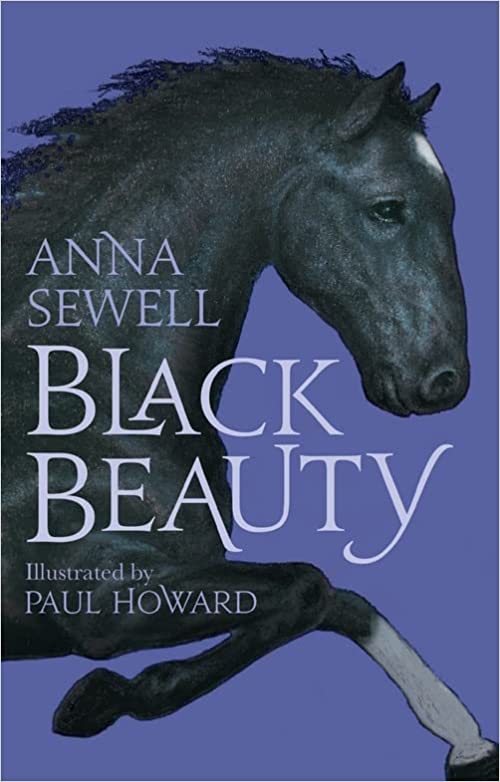 ANNA
SEWELL
BLACK
BEAUTY
Illustrated by
PAUL HOWARD